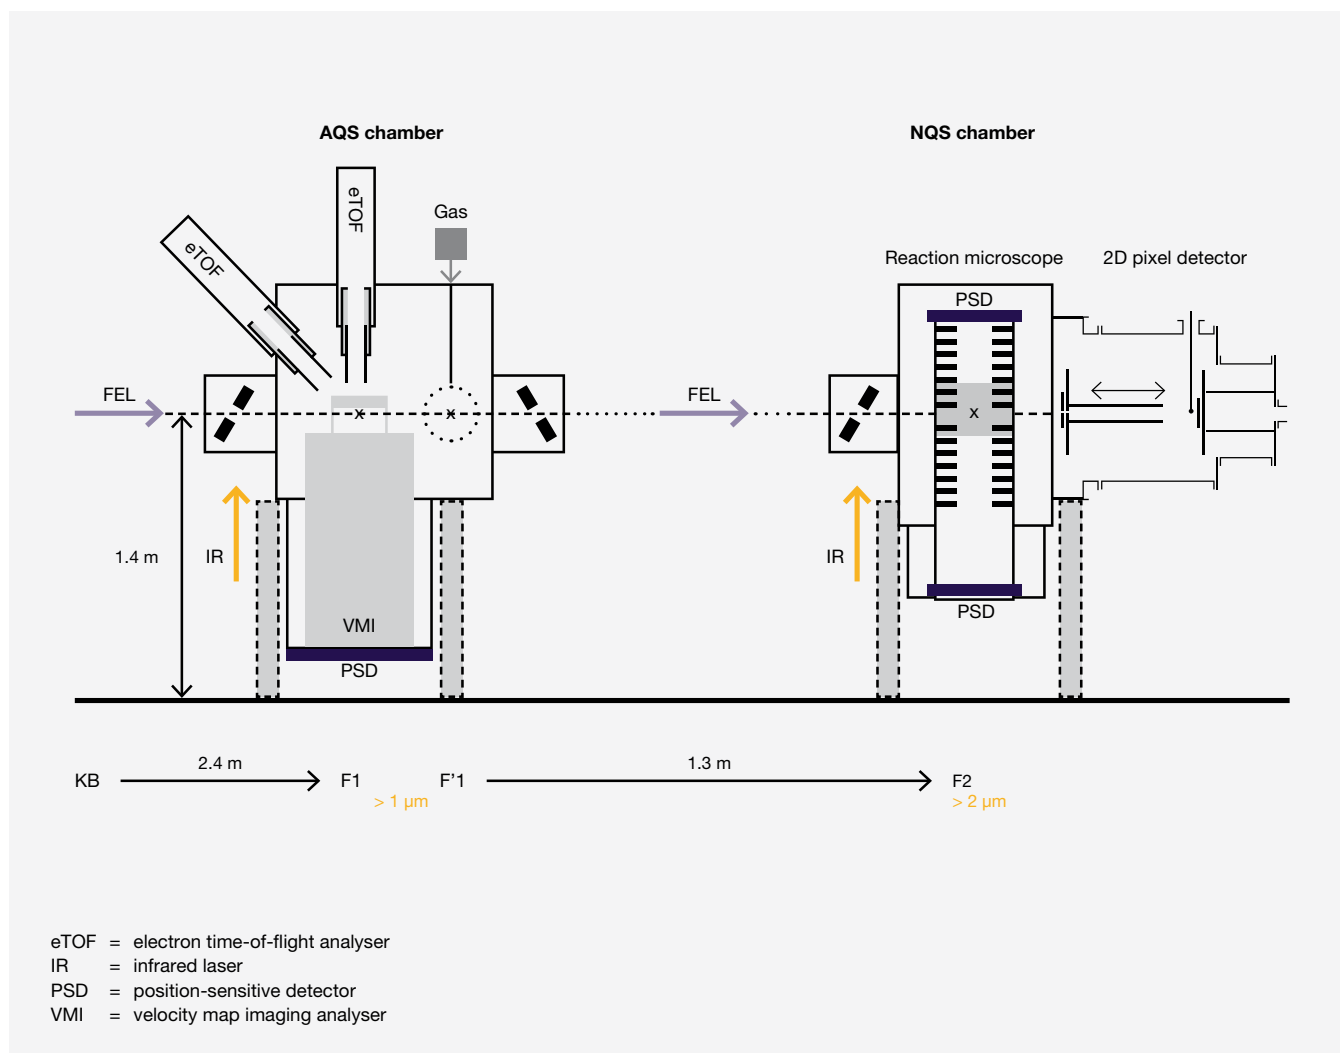 AQS chamber
NQS chamber
eTOF
eTOF
Gas
Reaction microscope
2D pixel detector
PSD
FEL
x
x
FEL
x
1.4 m
IR
IR
VMI
PSD
PSD
2.4 m
1.3 m
KB
F1
F'1
F2
> 1 µm
> 2 µm
eTOF = electron time-of-flight analyser
IR = infrared laser
PSD = position-sensitive detector
VMI = velocity map imaging analyser